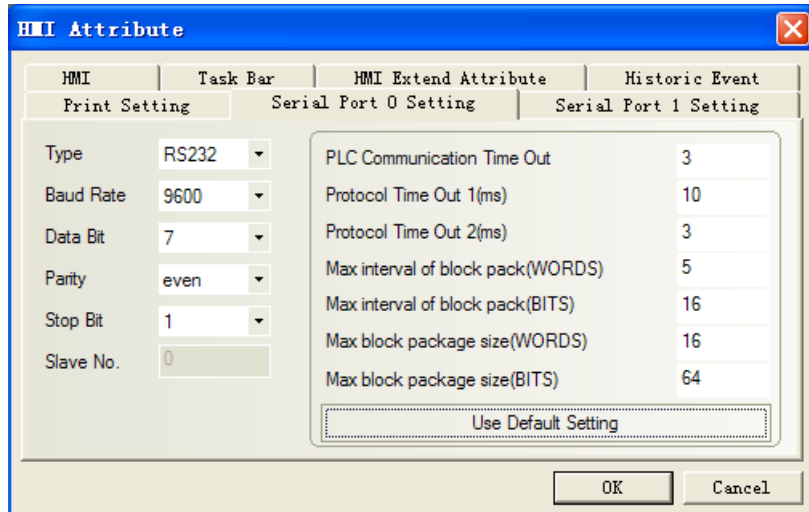 HMI Attribute
HMI Task Bar HMI Extend Attribute Historic Event
Print Setting Serial Port 0 Setting Serial Port 1 Setting
Type RS232
Baud Rate 9600
Data Bit 7
Parity even
Stop Bit 1
Slave No. 0
PLC Communication Time Out 3
Protocol Time Out 1(ms) 10
Protocol Time Out 2(ms) 3
Max interval of block pack(WORDS) 5
Max interval of block pack(BITS) 16
Max block package size(WORDS) 16
Max block package size(BITS) 64
Use Default Setting
OK Cancel